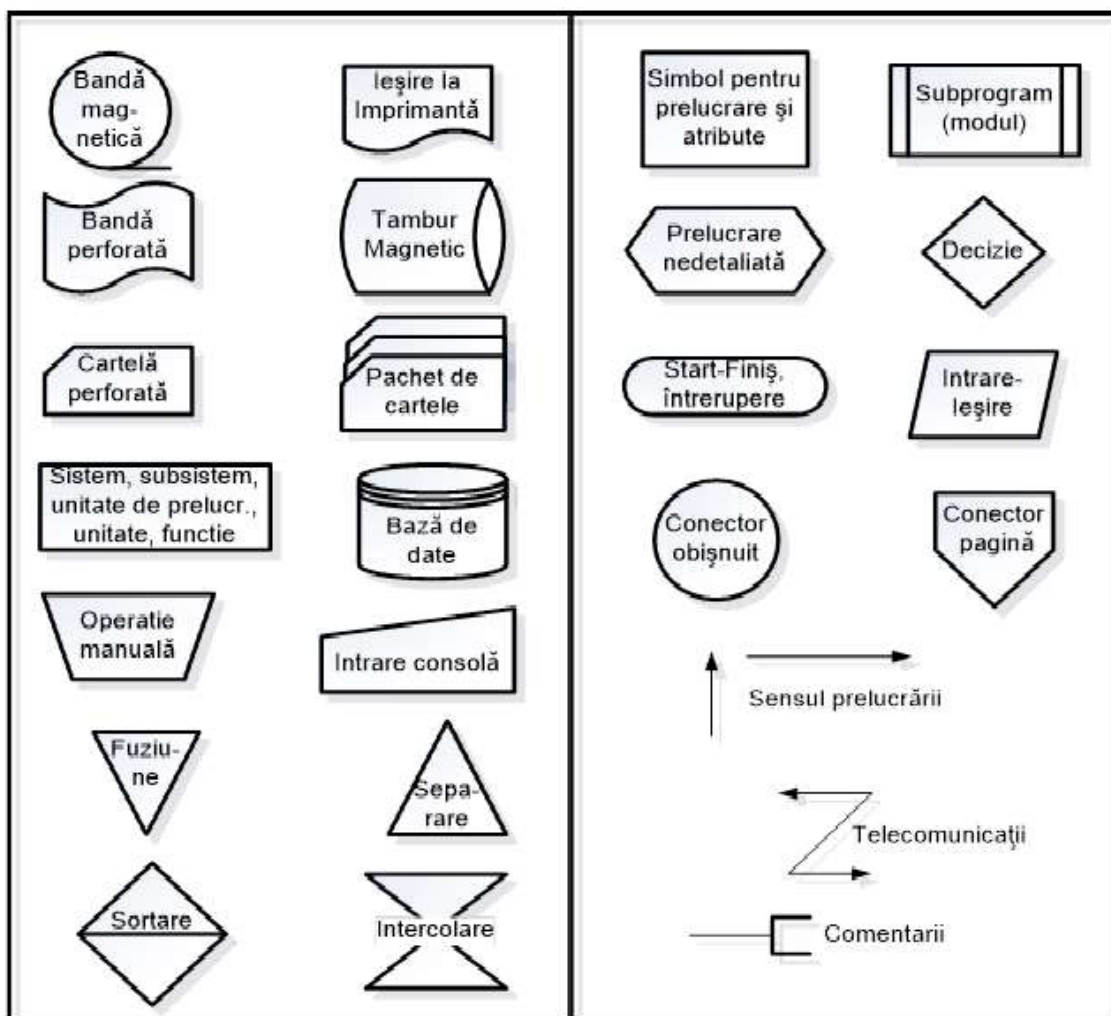 Bandă
mag-
netică
Ieşire la
Imprimantă
Bandă
perforată
Tambur
Magnetic
Cartelă
perforată
Pachet de
cartele
Sistem, subsistem,
unitate de prelucr.,
unitate, functie
Bază de
date
Operatie
manuală
Intrare consolă
Fuziu-
ne
Sepa-
rare
Sortare
Intercolare
Simbol pentru
prelucrare şi
atribute
Subprogram
(modul)
Prelucrare
nedetaliată
Decizie
Start-Finiş,
întrerupere
Intrare-
Ieşire
Conector
obişnuit
Conector
pagină
Sensul prelucrării
Telecomunicaţii
Comentarii